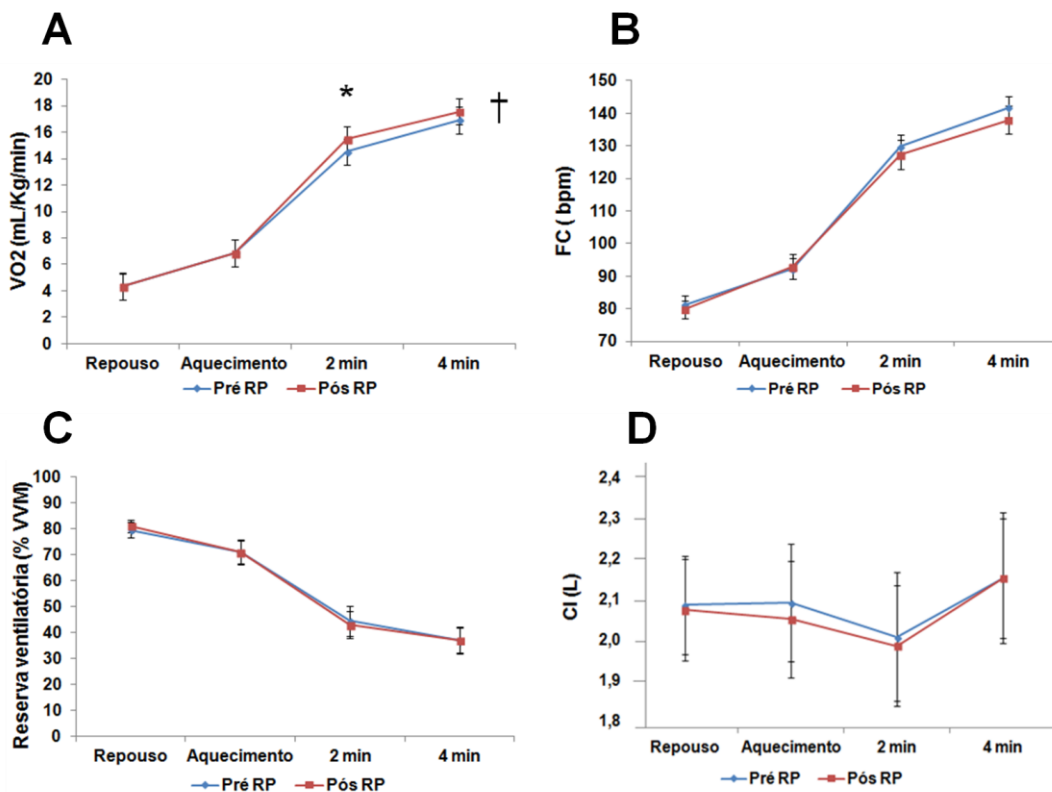 A
VO2 (mL/Kg/min)
20
18
16
14
12
10
8
6
4
2
0
*
†
Repouso Aquecimento 2 min 4 min
Pré RP Pós RP
B
FC ( bpm)
150
140
130
120
110
100
90
80
70
Repouso Aquecimento 2 min 4 min
Pré RP Pós RP
C
Reserva ventilatória (% VVM)
100
90
80
70
60
50
40
30
20
10
0
Repouso Aquecimento 2 min 4 min
Pré RP Pós RP
D
CI (L)
2,4
2,3
2,2
2,1
2,0
1,9
1,8
Repouso Aquecimento 2 min 4 min
Pré RP Pós RP